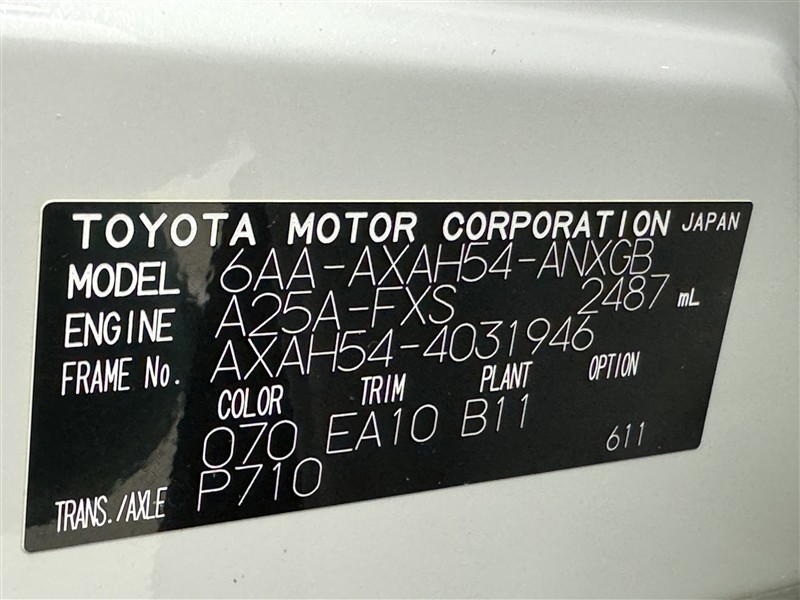 TOYOTA MOTOR CORPORATION JAPAN
MODEL 6AA-AXAH54-ANXGB
ENGINE A25A-FXS 2487 mL
FRAME No. AXAH54-4031946
COLOR TRIM PLANT OPTION
070 EA10 B11 611
TRANS./AXLE P710